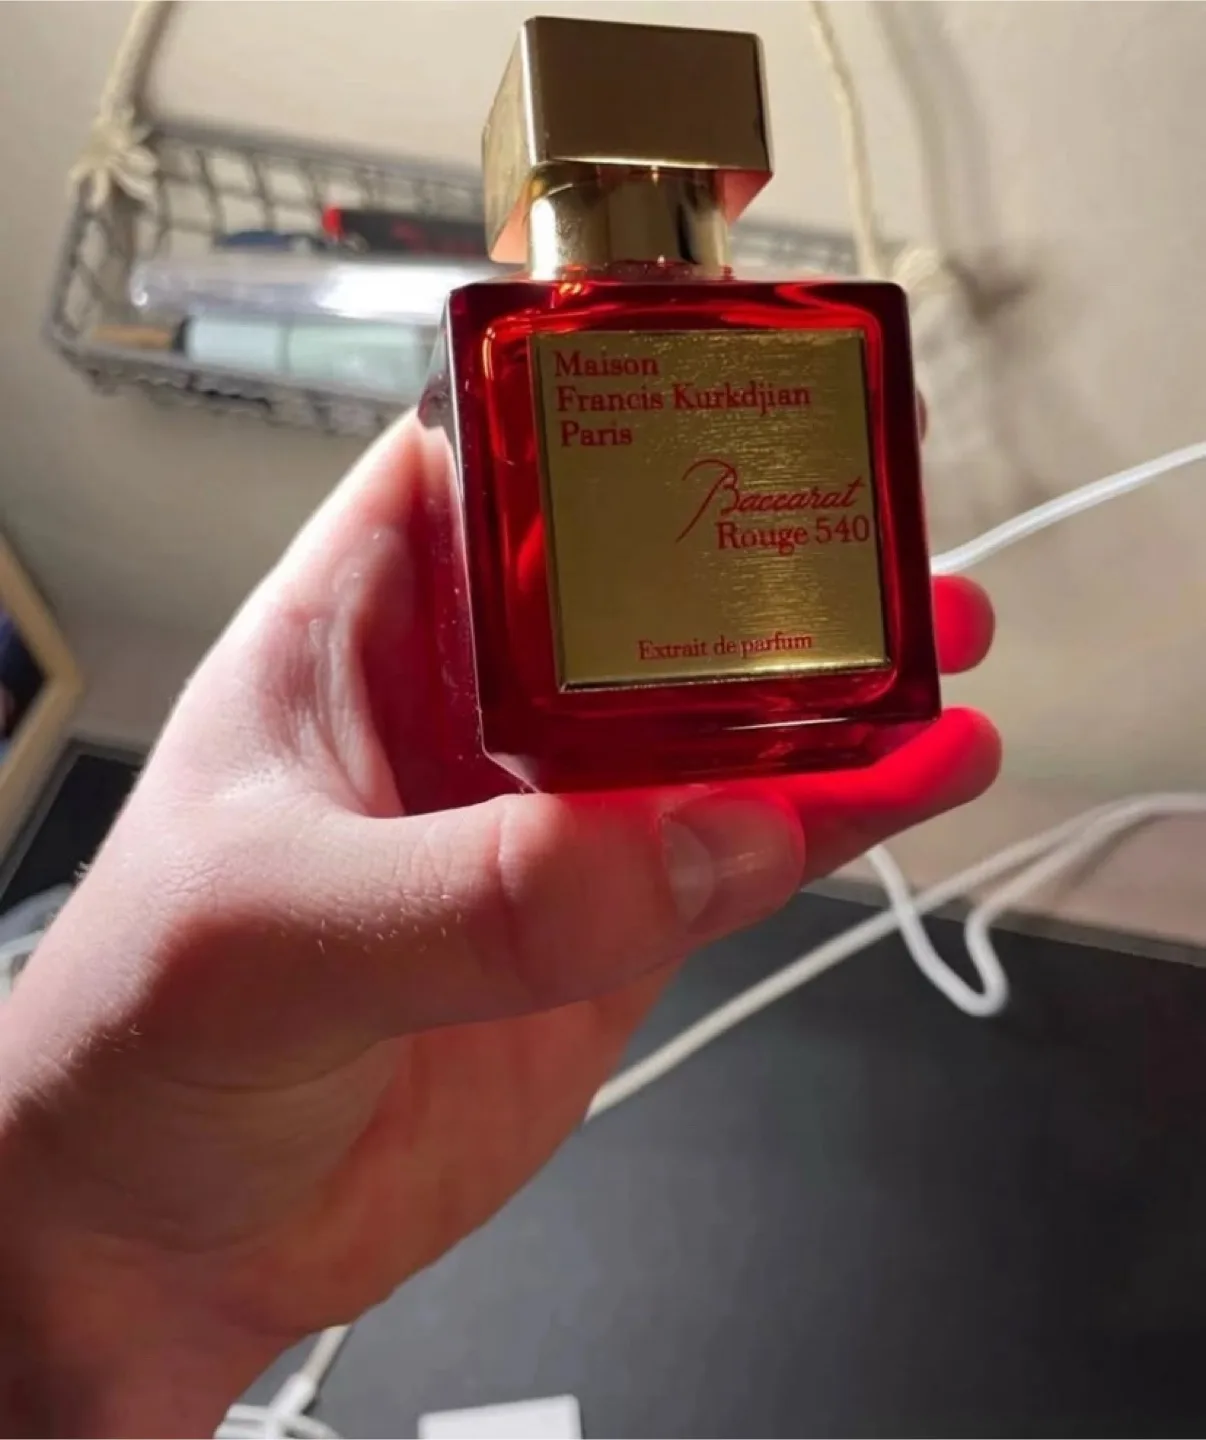 Maison
Francis Kurkdjian
Paris
Baccarat
Rouge 540
Extrait de parfum